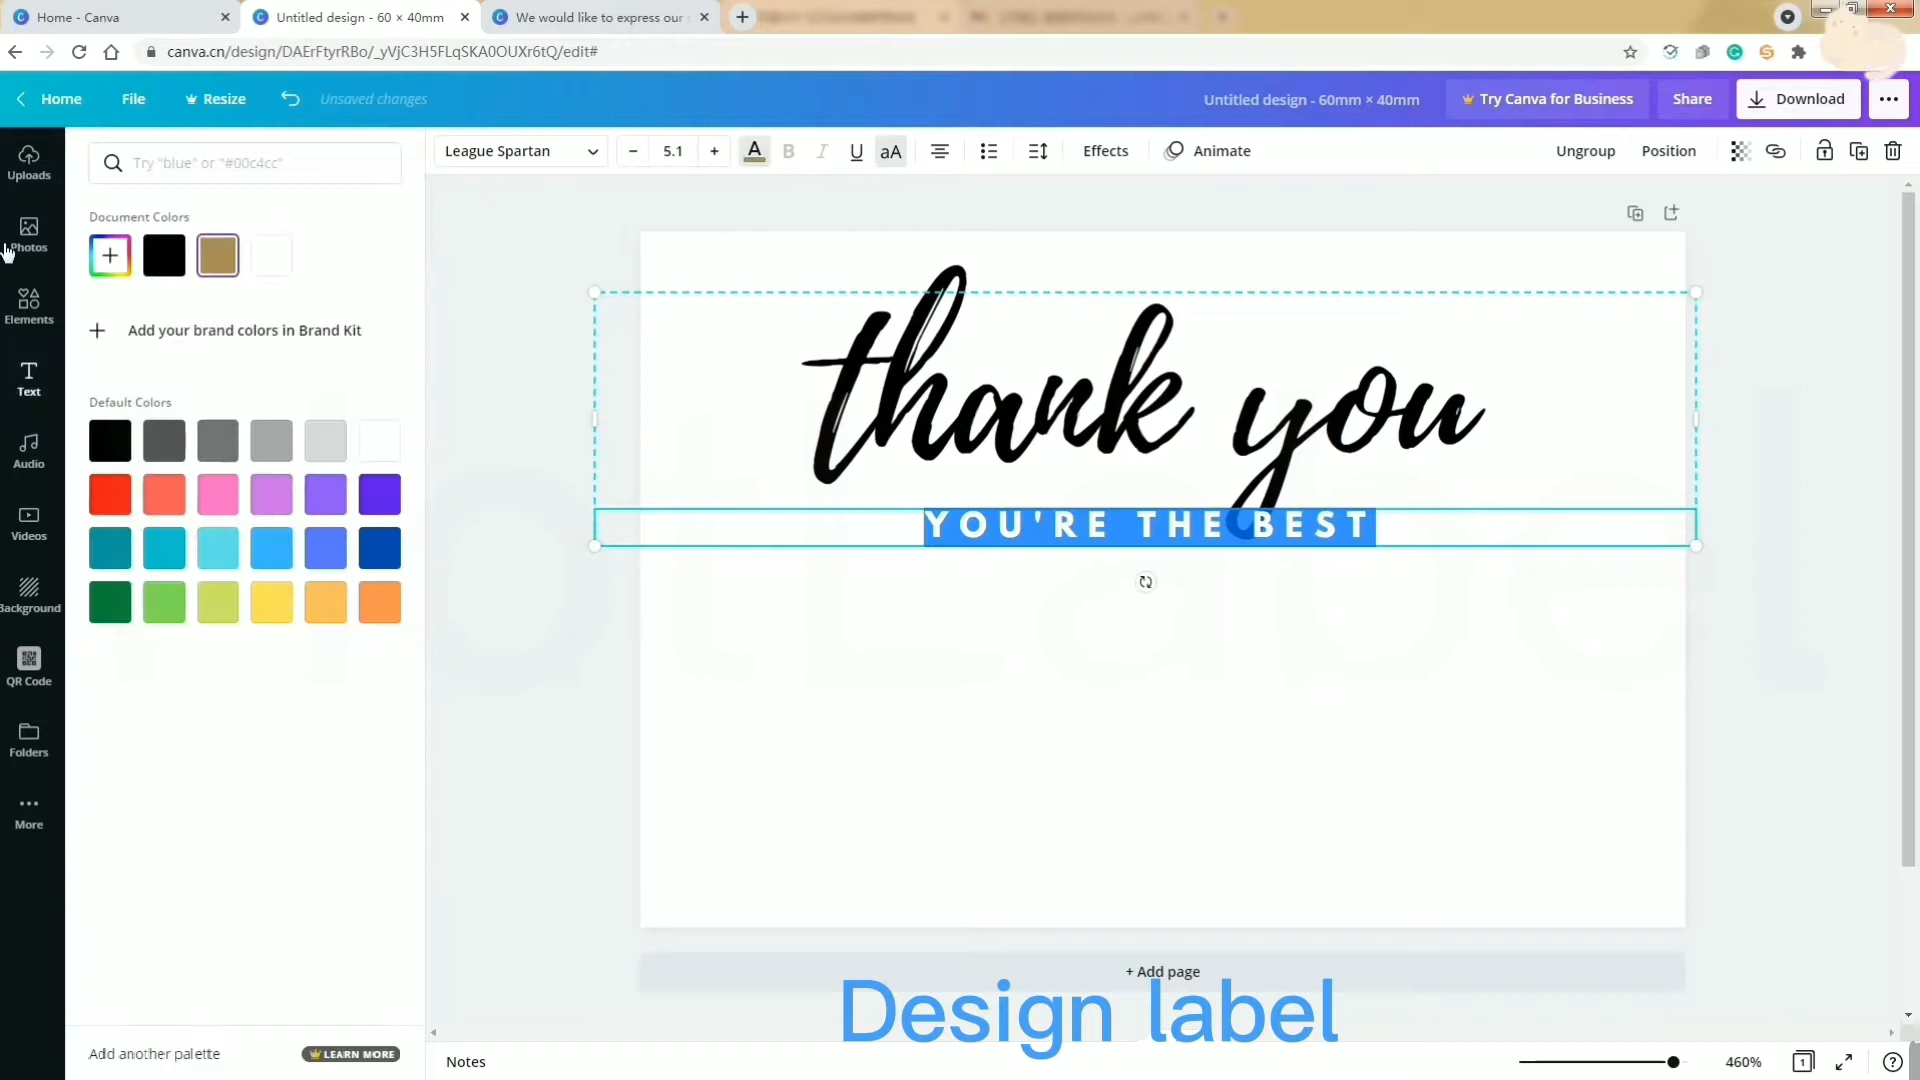 Home - Canva
Untitled design - 60 × 40mm
We would like to express our
canva.cn/design/DAErFtyrRBo/_yVjC3H5FLqSKA0OUXr6tQ/edit#
Home
File
Resize
Unsaved changes
Untitled design - 60mm × 40mm
Try Canva for Business
Share
Download
Uploads
Photos
Elements
Text
Audio
Videos
Background
QR Code
Folders
More
Try "blue" or "#00c4cc"
Document Colors
Add your brand colors in Brand Kit
Default Colors
Add another palette
LEARN MORE
League Spartan
5.1
A
B
I
U
aA
Effects
Animate
Ungroup
Position
thank you
YOU'RE THE BEST
+ Add page
Design label
Notes
460%
1